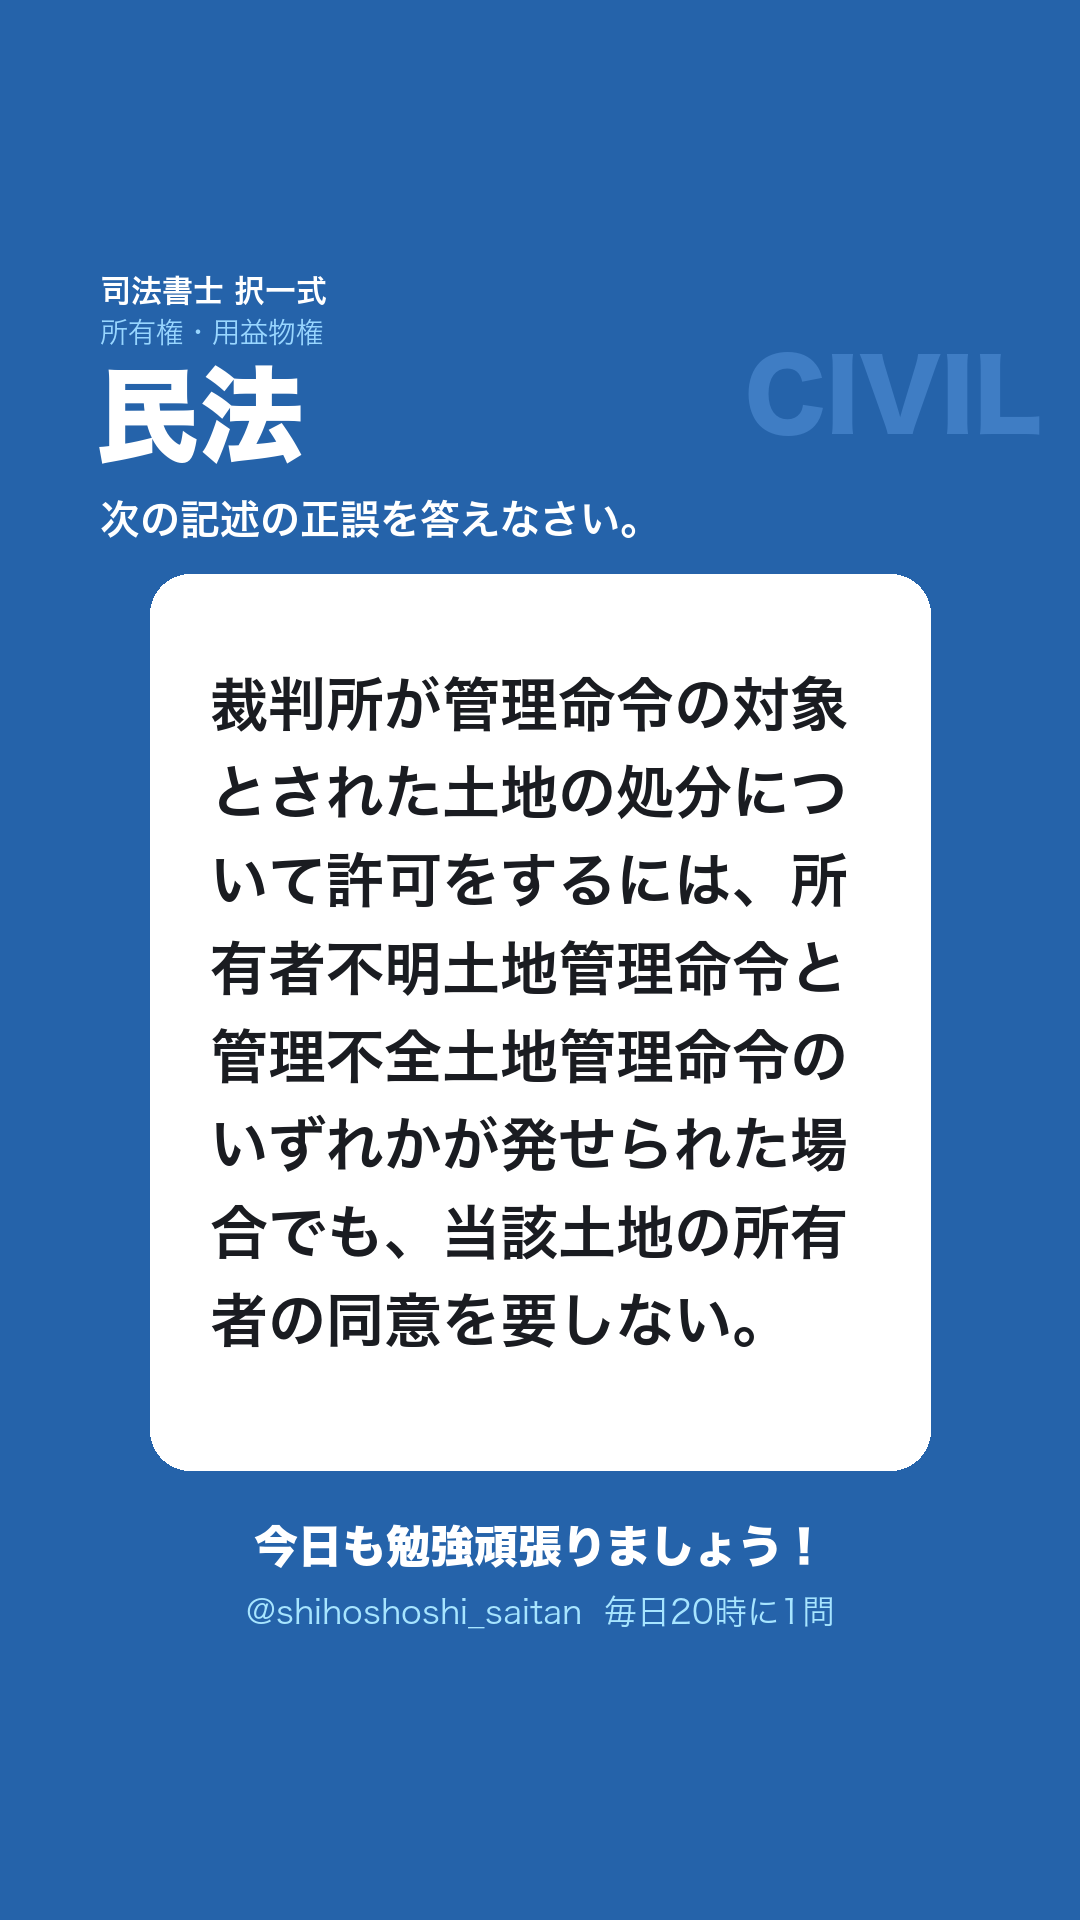 司法書士 択一式
所有権・用益物権
民法
CIVIL
次の記述の正誤を答えなさい。
裁判所が管理命令の対象
とされた土地の処分につ
いて許可をするには、所
有者不明土地管理命令と
管理不全土地管理命令の
いずれかが発せられた場
合でも、当該土地の所有
者の同意を要しない。
今日も勉強頑張りましょう！
@shihoshoshi_saitan 毎日20時に1問